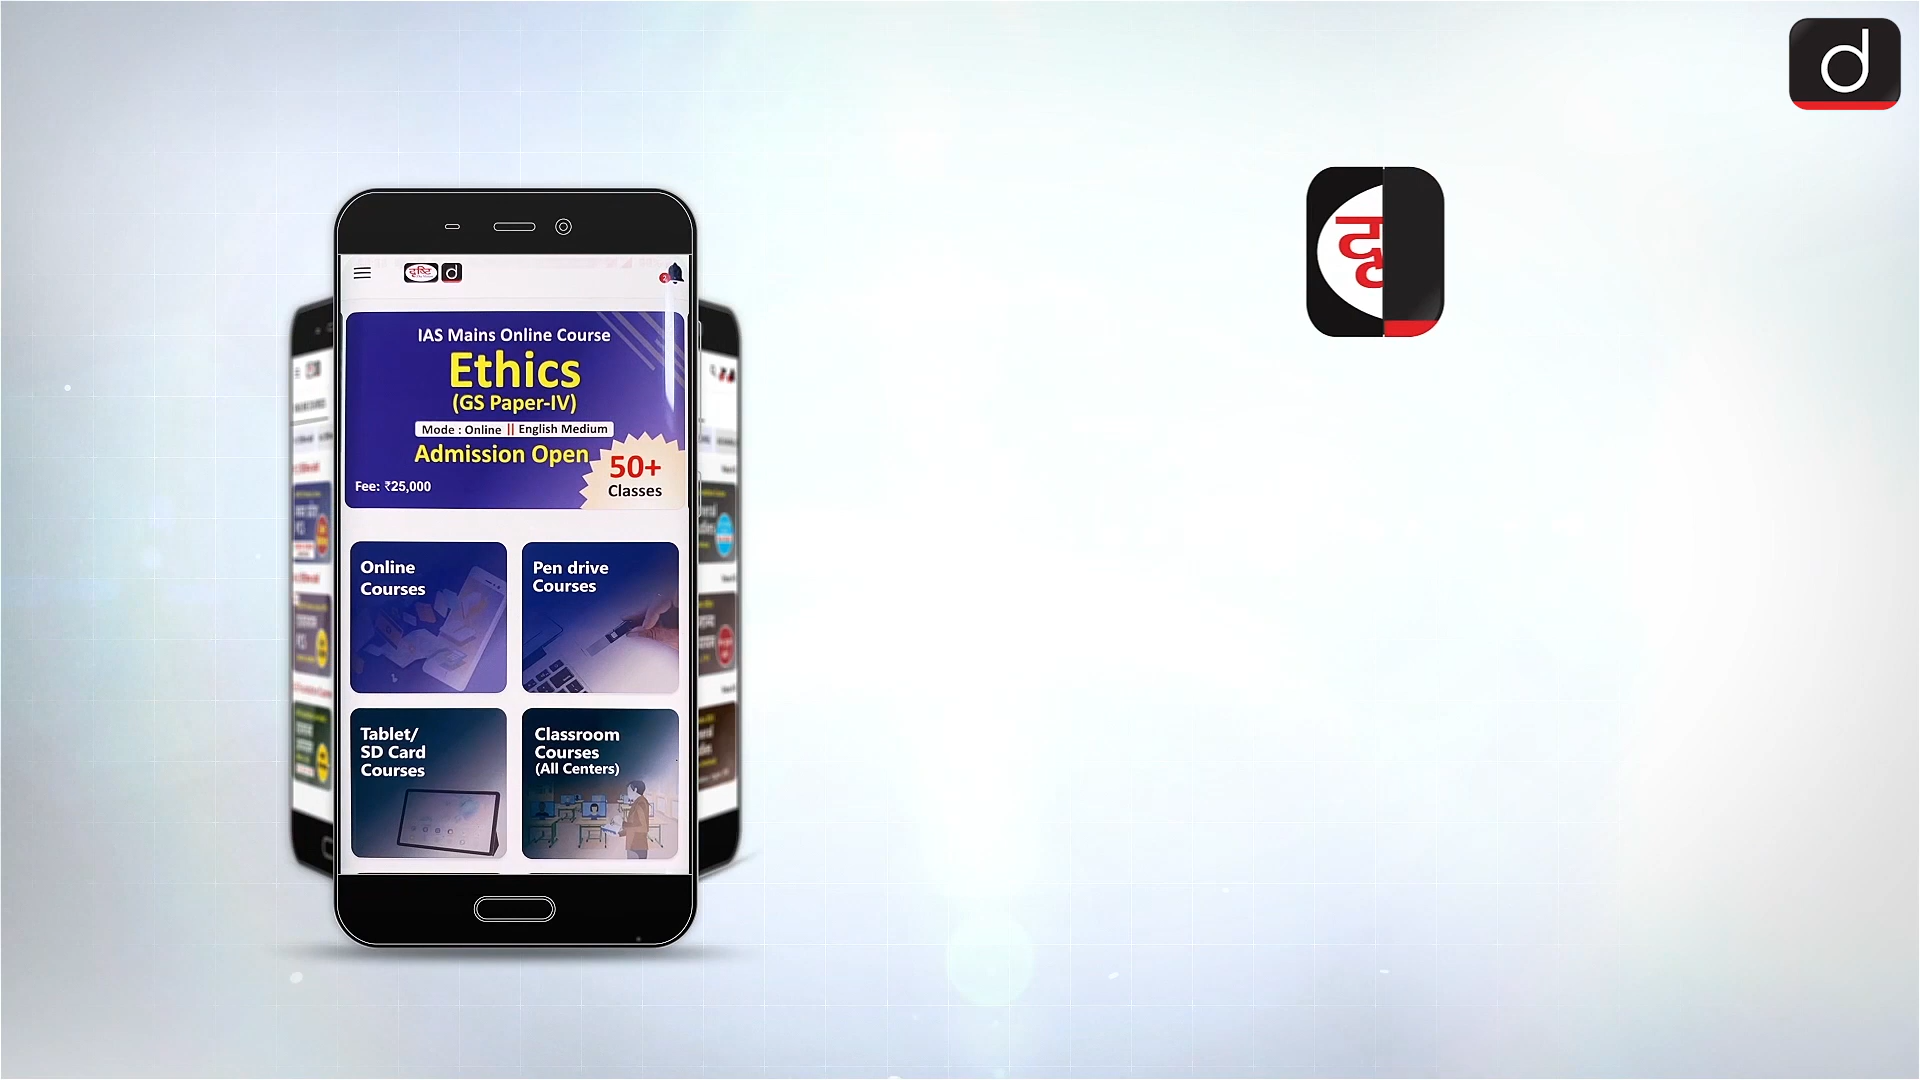 d
दृ
दृष्टि d
2
IAS Mains Online Course
Ethics
(GS Paper-IV)
Mode : Online || English Medium
Admission Open
50+
Classes
Fee: ₹25,000
Online
Courses
Pen drive
Courses
Tablet/
SD Card
Courses
Classroom
Courses
(All Centers)